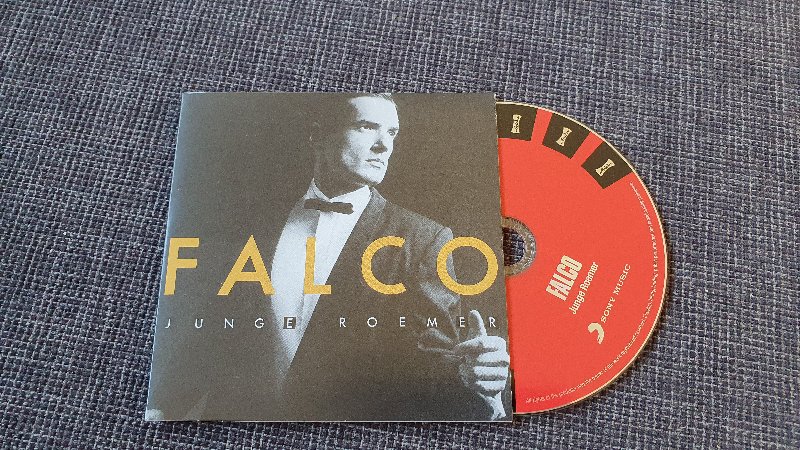 FALCO
JUNGE ROEMER
FALCO
Junge Roemer
SONY MUSIC